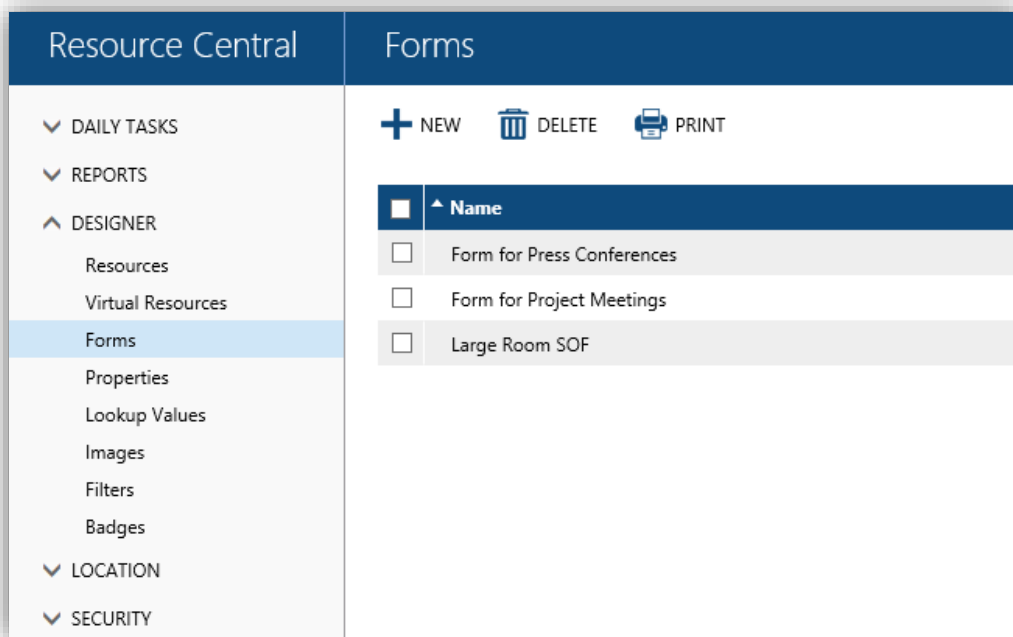 Resource Central
Forms
DAILY TASKS
REPORTS
DESIGNER
Resources
Virtual Resources
Forms
Properties
Lookup Values
Images
Filters
Badges
LOCATION
SECURITY
NEW DELETE PRINT
Name
Form for Press Conferences
Form for Project Meetings
Large Room SOF